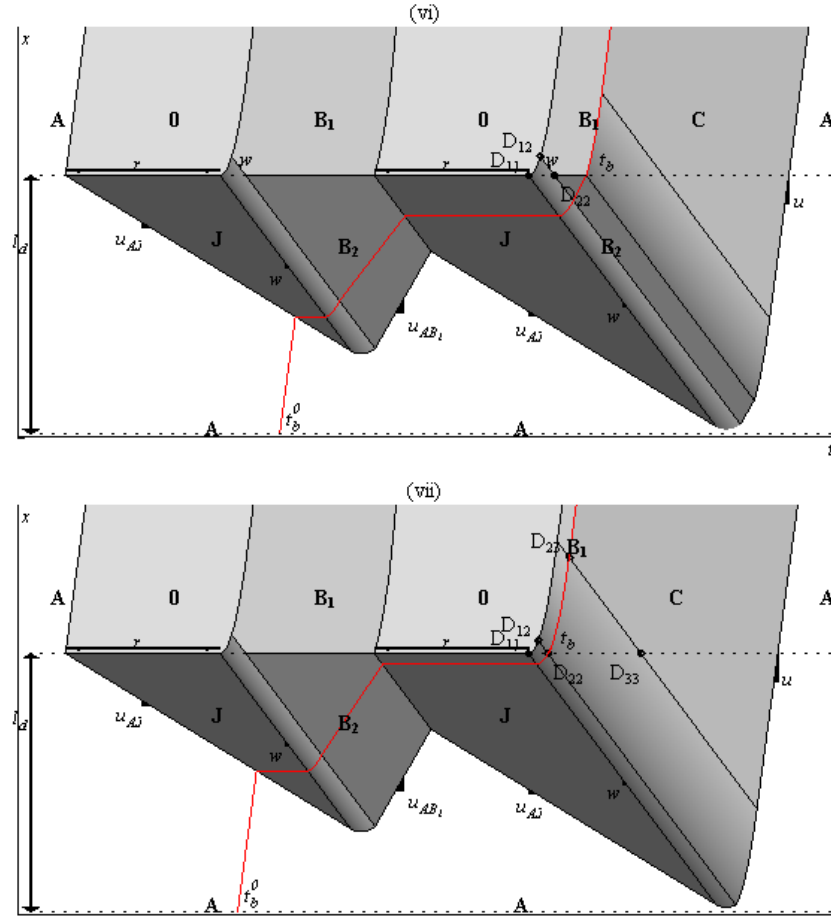 (vi)
x
A 0 B₁ 0 B₁ C A
D₁₂
r w r D₁₁ w t_b
D₂₂ u
l_d u_AJ J B₂ J B₂
w u_AB₁ u_AJ w
t_b^0
A A
t
(vii)
x
D₂₃ B₁
A 0 B₁ 0 C A
D₁₂
r r D₁₁ t_b
D₂₂ D₃₃ u
l_d u_AJ J B₂ J
w u_AB₁ u_AJ w
t_b^0
A A